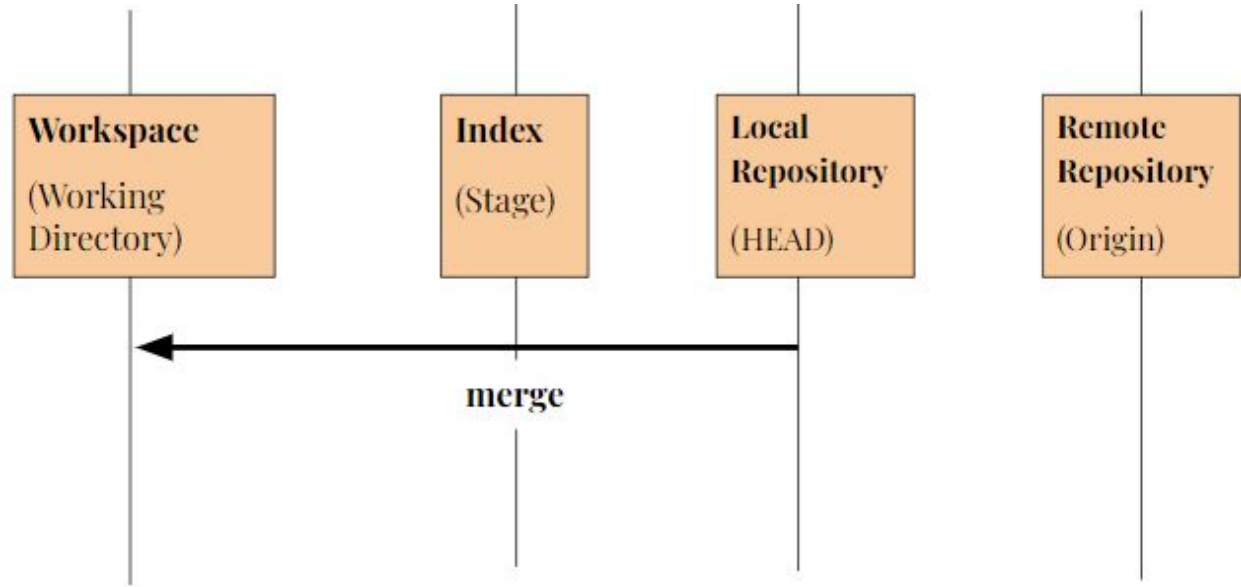 Workspace
(Working
Directory)
Index
(Stage)
Local
Repository
(HEAD)
Remote
Repository
(Origin)
merge